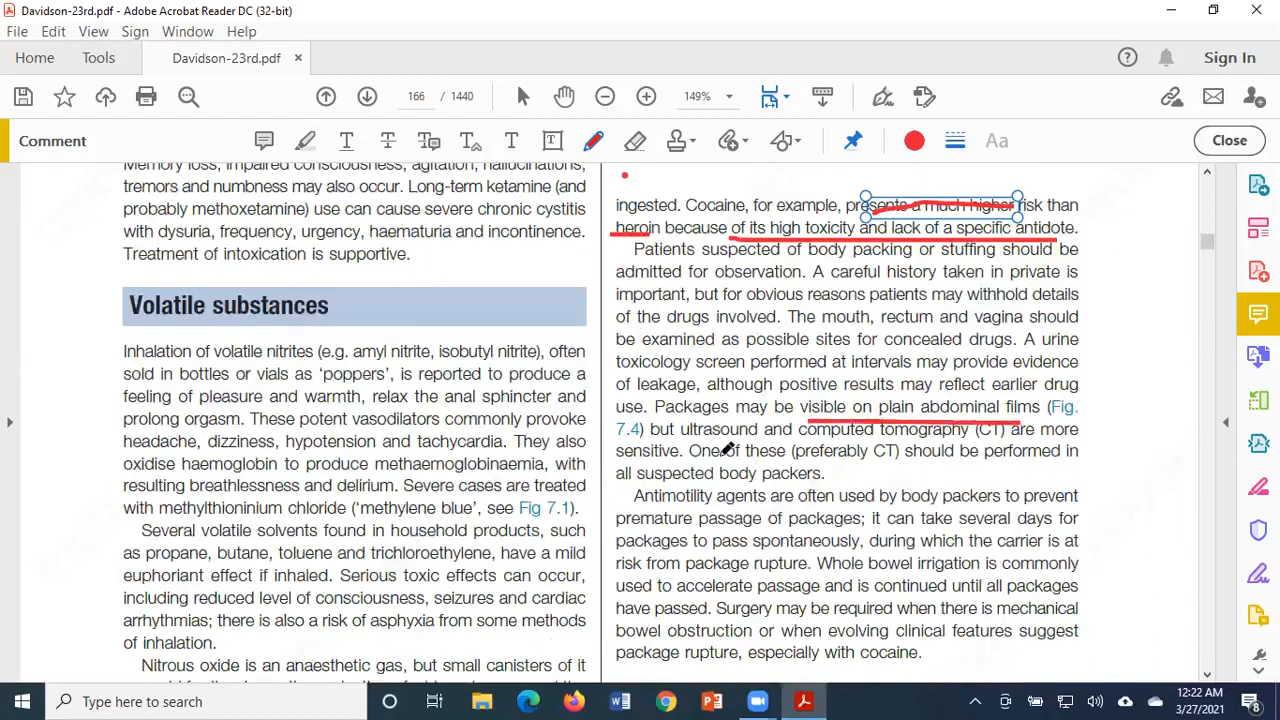 Davidson-23rd.pdf - Adobe Acrobat Reader DC (32-bit)
File Edit View Sign Window Help
Home Tools Davidson-23rd.pdf × Sign In
166 / 1440 149%
Comment Aa Close
Memory loss, impaired consciousness, agitation, hallucinations,
tremors and numbness may also occur. Long-term ketamine (and
probably methoxetamine) use can cause severe chronic cystitis
with dysuria, frequency, urgency, haematuria and incontinence.
Treatment of intoxication is supportive.
Volatile substances
Inhalation of volatile nitrites (e.g. amyl nitrite, isobutyl nitrite), often
sold in bottles or vials as ‘poppers’, is reported to produce a
feeling of pleasure and warmth, relax the anal sphincter and
prolong orgasm. These potent vasodilators commonly provoke
headache, dizziness, hypotension and tachycardia. They also
oxidise haemoglobin to produce methaemoglobinaemia, with
resulting breathlessness and delirium. Severe cases are treated
with methylthioninium chloride (‘methylene blue’, see Fig 7.1).
Several volatile solvents found in household products, such
as propane, butane, toluene and trichloroethylene, have a mild
euphoriant effect if inhaled. Serious toxic effects can occur,
including reduced level of consciousness, seizures and cardiac
arrhythmias; there is also a risk of asphyxia from some methods
of inhalation.
Nitrous oxide is an anaesthetic gas, but small canisters of it
ingested. Cocaine, for example, presents a much higher risk than
heroin because of its high toxicity and lack of a specific antidote.
Patients suspected of body packing or stuffing should be
admitted for observation. A careful history taken in private is
important, but for obvious reasons patients may withhold details
of the drugs involved. The mouth, rectum and vagina should
be examined as possible sites for concealed drugs. A urine
toxicology screen performed at intervals may provide evidence
of leakage, although positive results may reflect earlier drug
use. Packages may be visible on plain abdominal films (Fig.
7.4) but ultrasound and computed tomography (CT) are more
sensitive. One of these (preferably CT) should be performed in
all suspected body packers.
Antimotility agents are often used by body packers to prevent
premature passage of packages; it can take several days for
packages to pass spontaneously, during which the carrier is at
risk from package rupture. Whole bowel irrigation is commonly
used to accelerate passage and is continued until all packages
have passed. Surgery may be required when there is mechanical
bowel obstruction or when evolving clinical features suggest
package rupture, especially with cocaine.
Type here to search
12:22 AM
3/27/2021